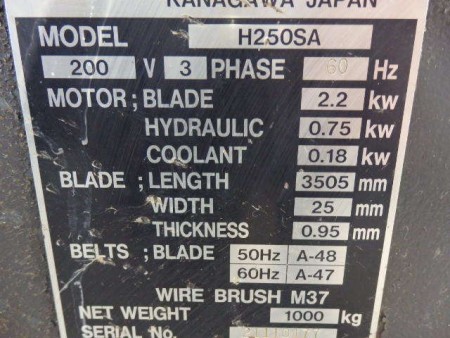 KANAGAWA JAPAN
MODEL H250SA
200 V 3 PHASE 60 Hz
MOTOR ; BLADE 2.2 kw
HYDRAULIC 0.75 kw
COOLANT 0.18 kw
BLADE ; LENGTH 3505 mm
WIDTH 25 mm
THICKNESS 0.95 mm
BELTS ; BLADE 50Hz A-48
60Hz A-47
WIRE BRUSH M37
NET WEIGHT 1000 kg
SERIAL No.